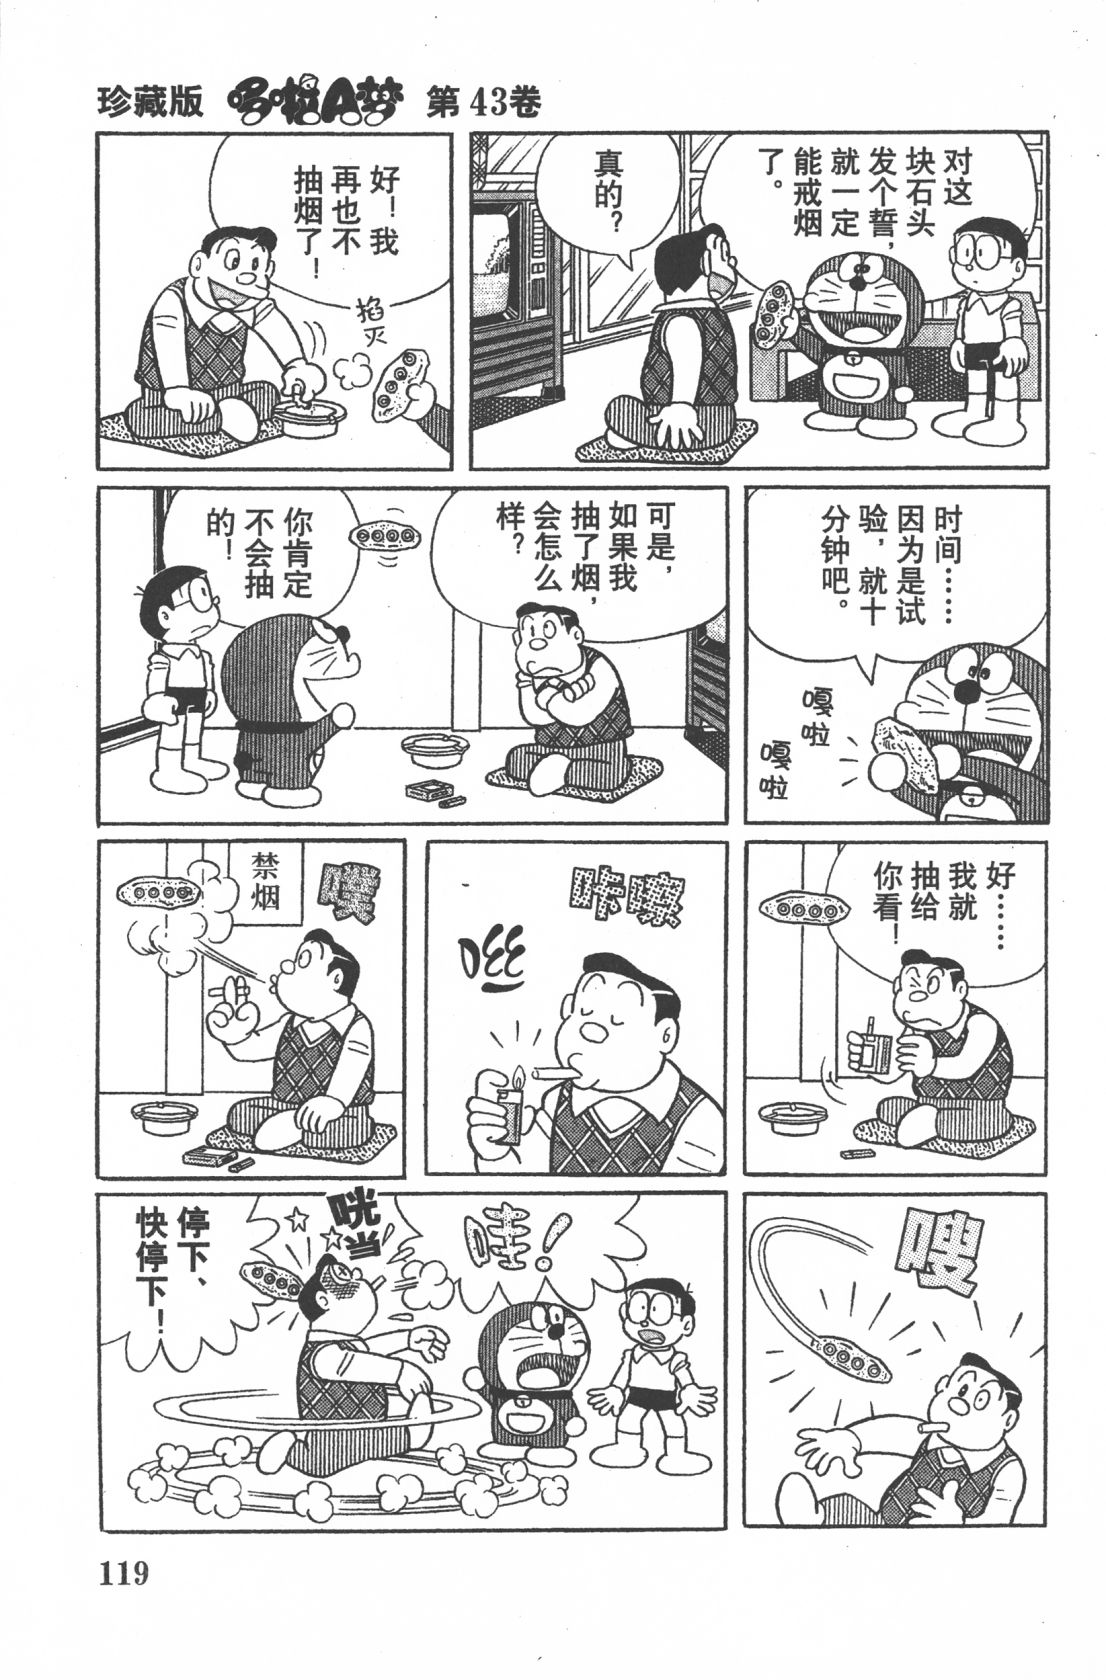 珍藏版 哆啦A梦 第43卷
对这
块石头
发个誓，
就一定
能戒烟
了。
真的？
好！我
再也不
抽烟了！
掐灭
时间……
因为是试
验，就十
分钟吧。
嘎啦
嘎啦
可是，
如果我
抽了烟，
会怎么
样？
你肯定
不会抽
的！
好……
我就
抽给
你看！
咔嚓
嗞
禁烟
嗖
嗖
哇！
咣当
停下、
快停下！
119